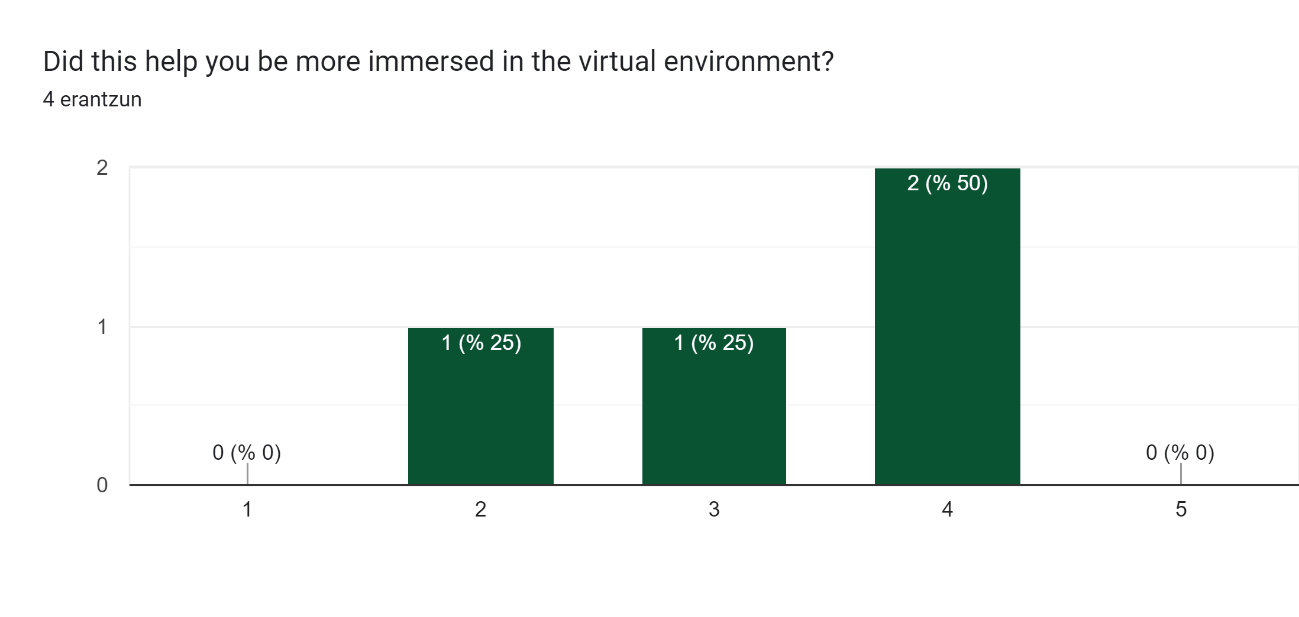 Did this help you be more immersed in the virtual environment?
4 erantzun
2
2 (% 50)
1
1 (% 25)
1 (% 25)
0 (% 0)
0 (% 0)
0
1
2
3
4
5